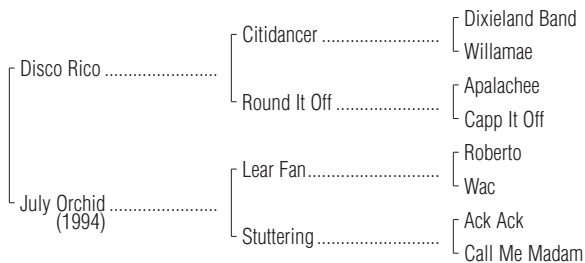 Dixieland Band
Citidancer ........................
Willamae
Disco Rico .......................
Apalachee
Round It Off .....................
Capp It Off
Roberto
Lear Fan...........................
Wac
July Orchid ......................
(1994)
Ack Ack
Stuttering .........................
Call Me Madam